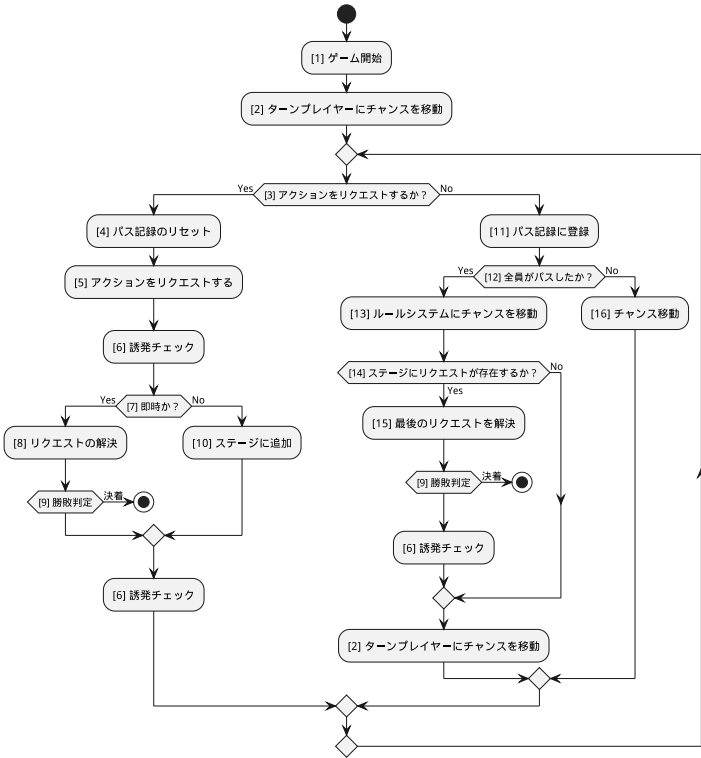 [1] ゲーム開始
[2] ターンプレイヤーにチャンスを移動
Yes
[3] アクションをリクエストするか？
No
[4] パス記録のリセット
[5] アクションをリクエストする
[6] 誘発チェック
Yes
[7] 即時か？
No
[8] リクエストの解決
[10] ステージに追加
[9] 勝敗判定
決着
[6] 誘発チェック
[11] パス記録に登録
Yes
[12] 全員がパスしたか？
No
[13] ルールシステムにチャンスを移動
[16] チャンス移動
[14] ステージにリクエストが存在するか？
No
Yes
[15] 最後のリクエストを解決
[9] 勝敗判定
決着
[6] 誘発チェック
[2] ターンプレイヤーにチャンスを移動